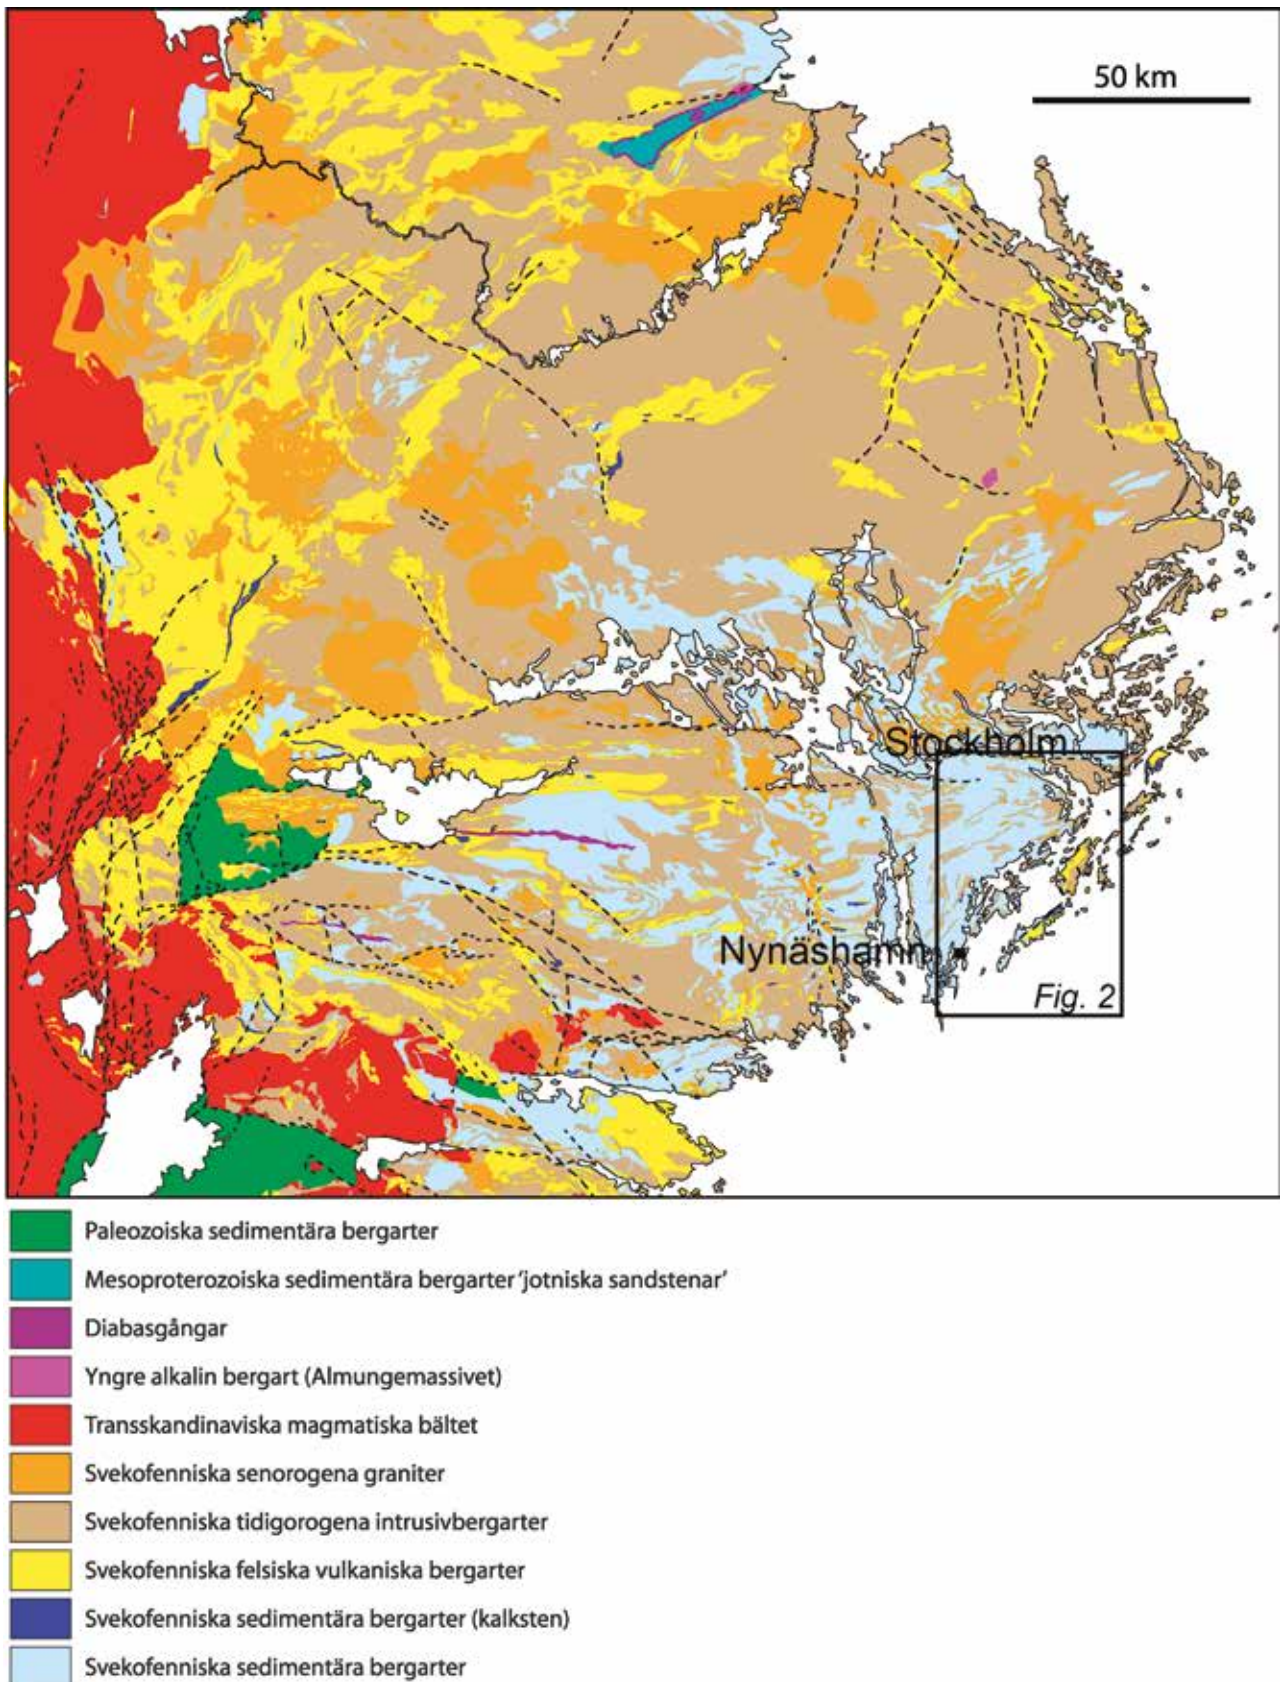 50 km
Stockholm
Nynäshamn
Fig. 2
Paleozoiska sedimentära bergarter
Mesoproterozoiska sedimentära bergarter 'jotniska sandstenar'
Diabasgångar
Yngre alkalin bergart (Almungemassivet)
Transskandinaviska magmatiska bältet
Svekofenniska senorogena graniter
Svekofenniska tidigorogena intrusivbergarter
Svekofenniska felsiska vulkaniska bergarter
Svekofenniska sedimentära bergarter (kalksten)
Svekofenniska sedimentära bergarter